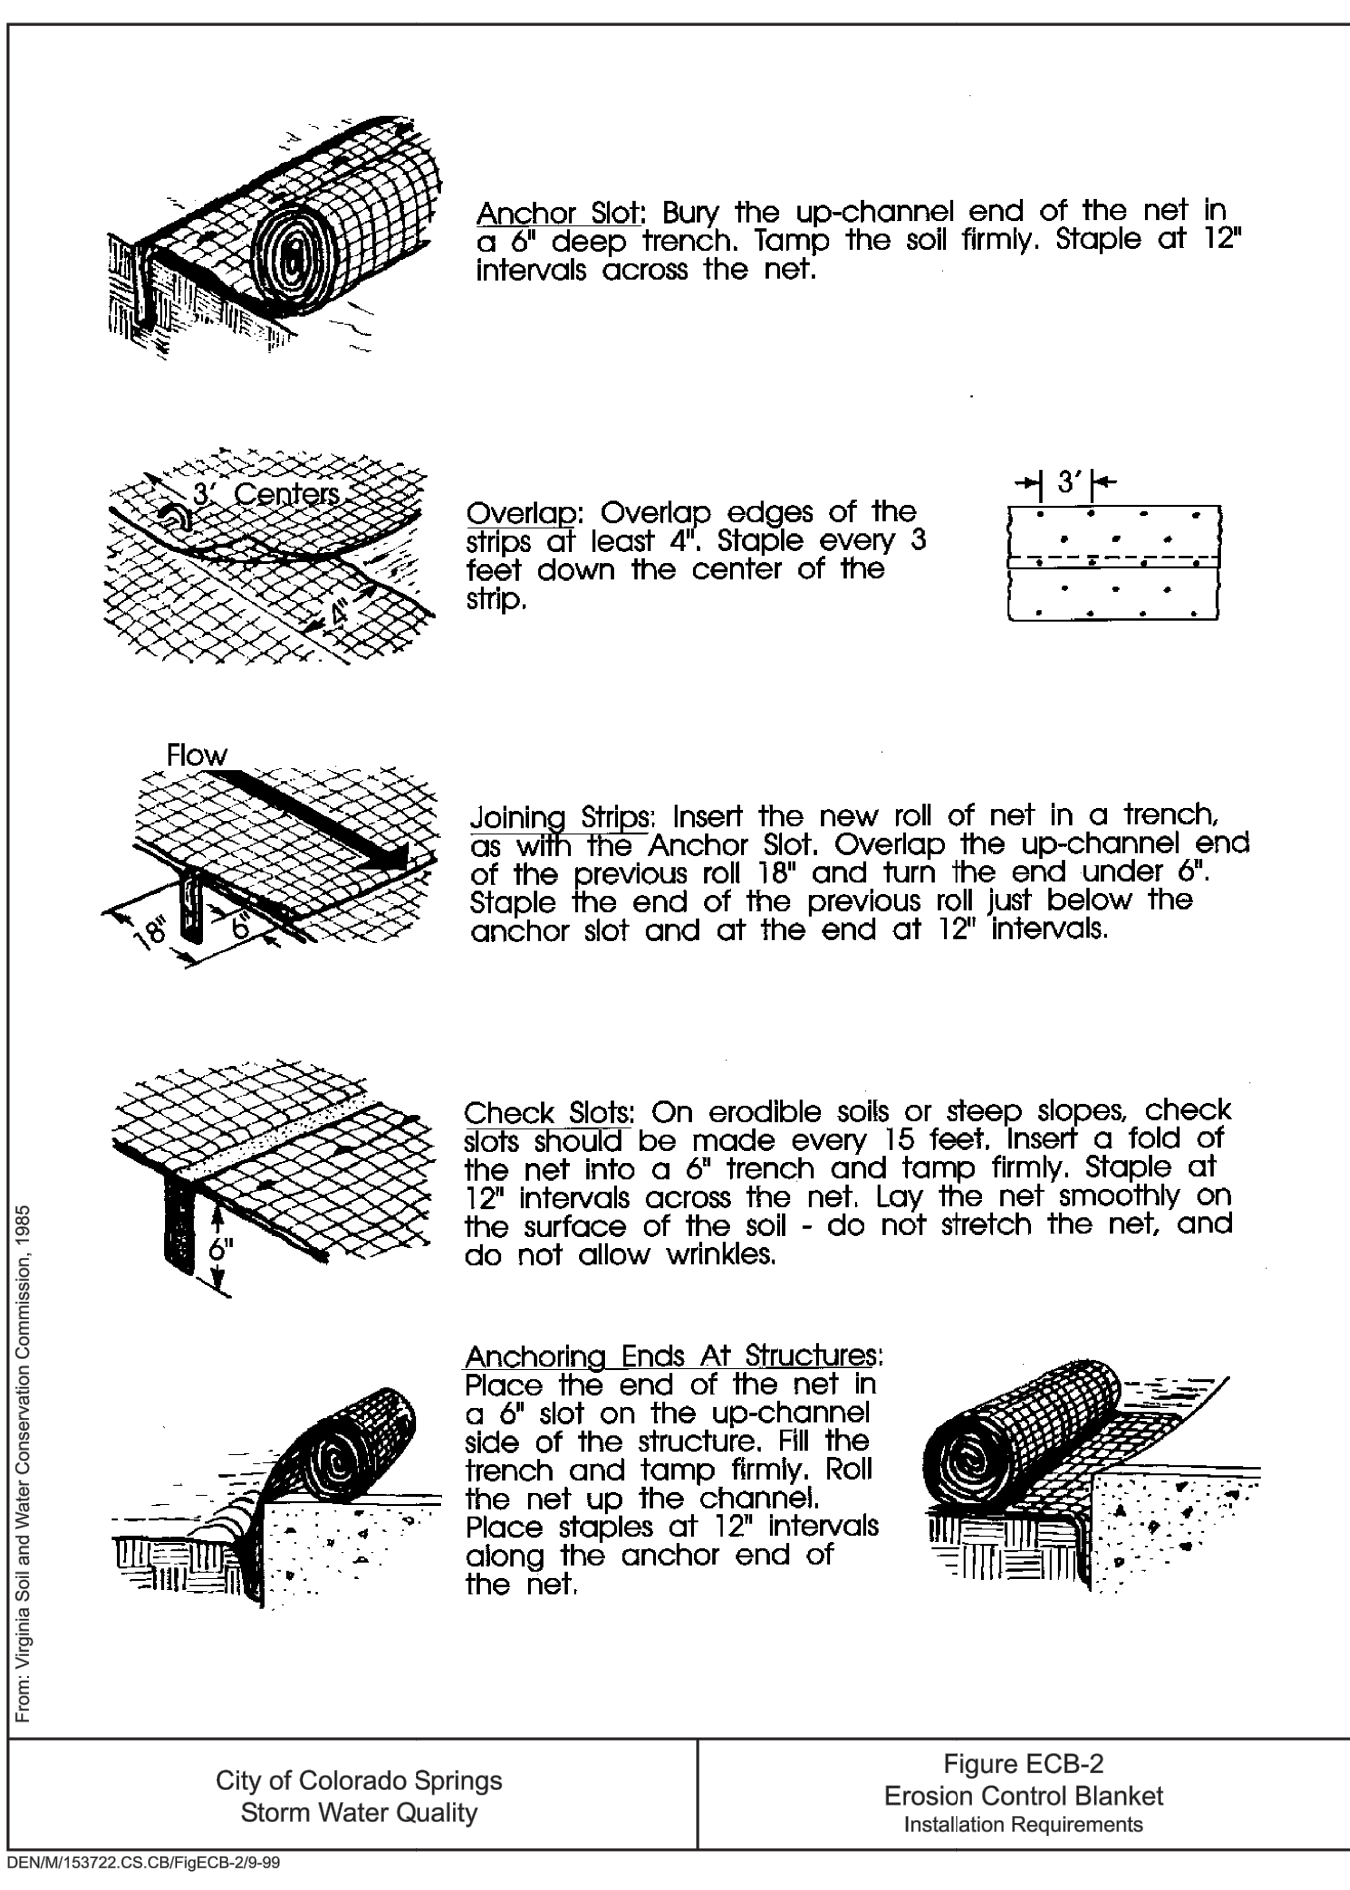 Anchor Slot: Bury the up-channel end of the net in
a 6" deep trench. Tamp the soil firmly. Staple at 12"
intervals across the net.
3' Centers
4"
Overlap: Overlap edges of the
strips at least 4". Staple every 3
feet down the center of the
strip.
3'
Flow
18"
6"
Joining Strips: Insert the new roll of net in a trench,
as with the Anchor Slot. Overlap the up-channel end
of the previous roll 18" and turn the end under 6".
Staple the end of the previous roll just below the
anchor slot and at the end at 12" intervals.
6"
Check Slots: On erodible soils or steep slopes, check
slots should be made every 15 feet. Insert a fold of
the net into a 6" trench and tamp firmly. Staple at
12" intervals across the net. Lay the net smoothly on
the surface of the soil - do not stretch the net, and
do not allow wrinkles.
Anchoring Ends At Structures:
Place the end of the net in
a 6" slot on the up-channel
side of the structure. Fill the
trench and tamp firmly. Roll
the net up the channel.
Place staples at 12" intervals
along the anchor end of
the net.
From: Virginia Soil and Water Conservation Commission, 1985
City of Colorado Springs
Storm Water Quality
Figure ECB-2
Erosion Control Blanket
Installation Requirements
DEN/M/153722.CS.CB/FigECB-2/9-99